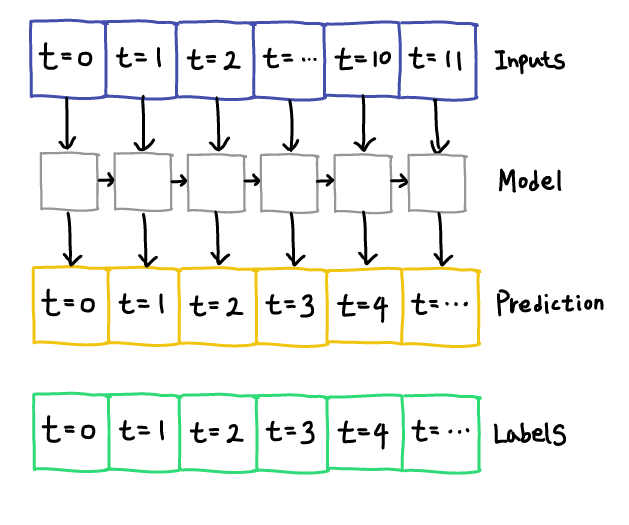 t=0 t=1 t=2 t=... t=10 t=11 Inputs
Model
t=0 t=1 t=2 t=3 t=4 t=... Prediction
t=0 t=1 t=2 t=3 t=4 t=... Labels